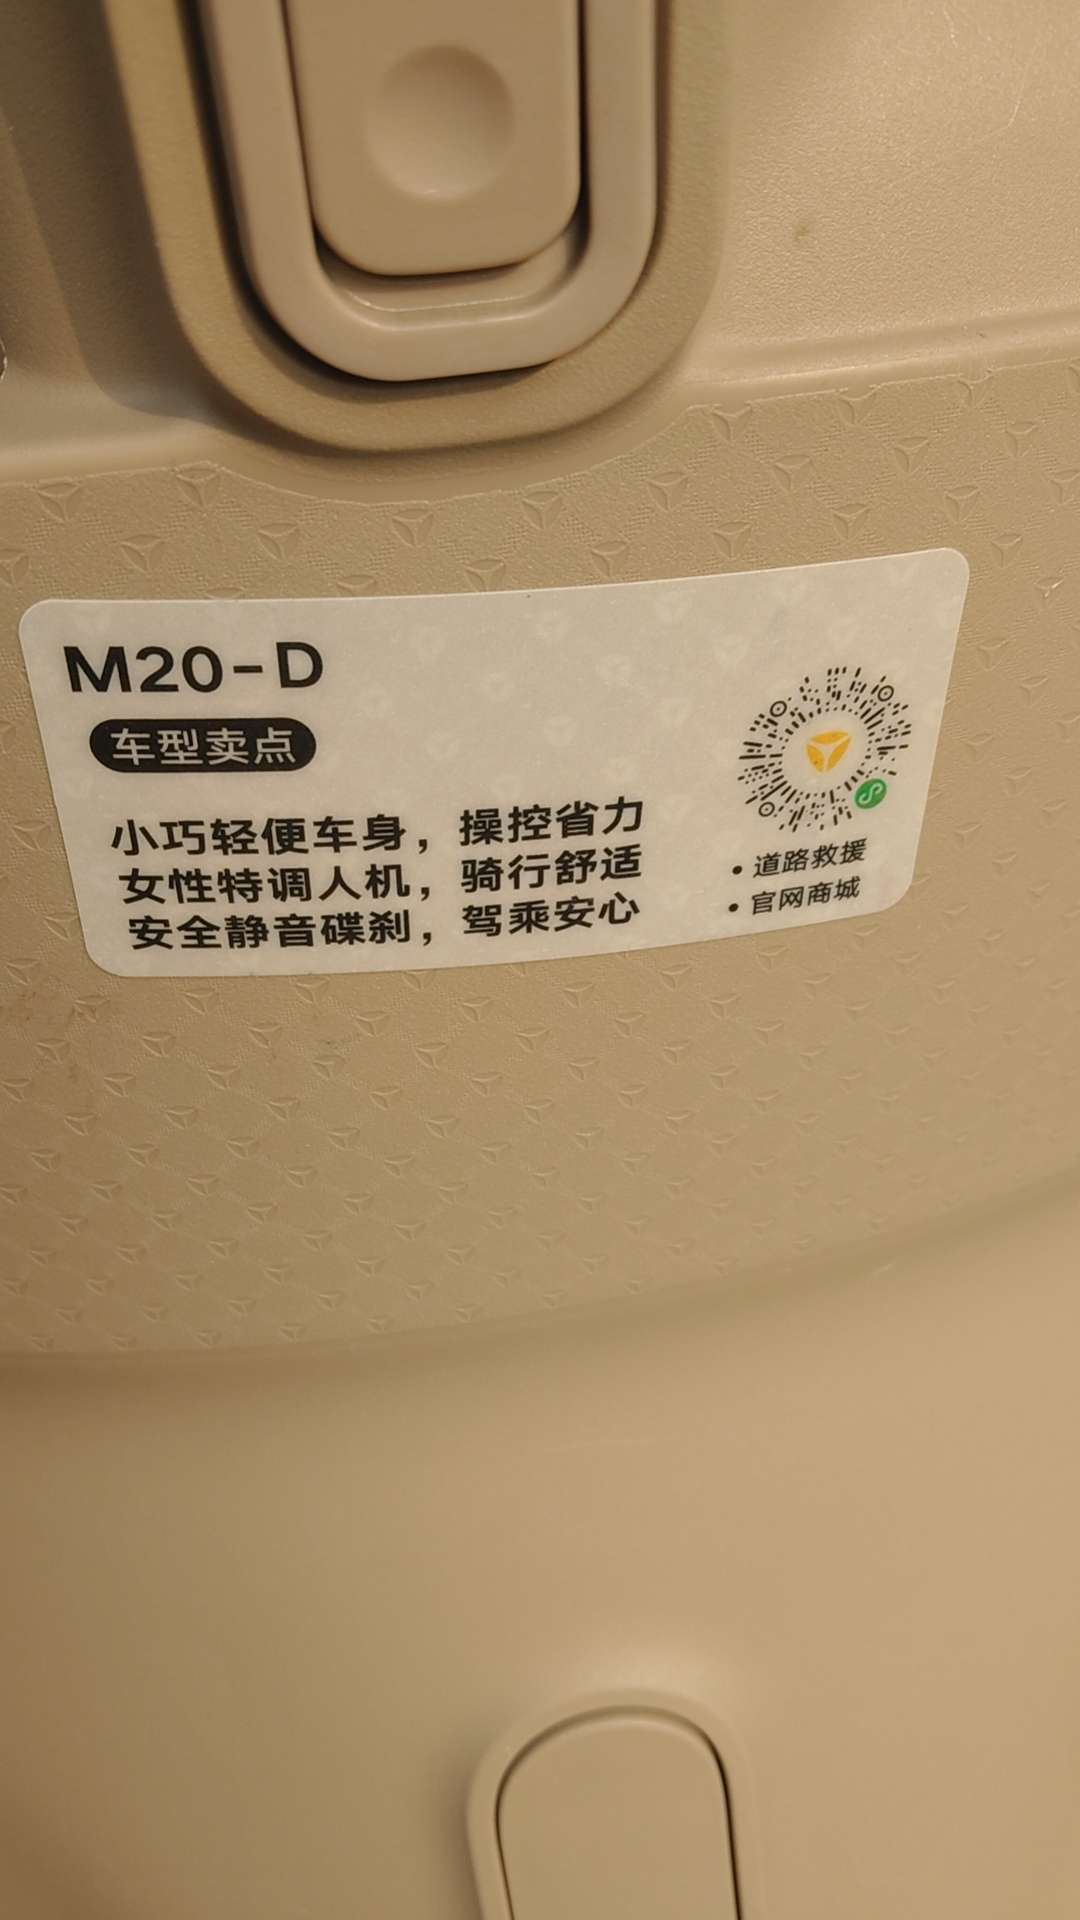 M20-D
车型卖点
小巧轻便车身，操控省力
女性特调人机，骑行舒适
安全静音碟刹，驾乘安心
• 道路救援
• 官网商城